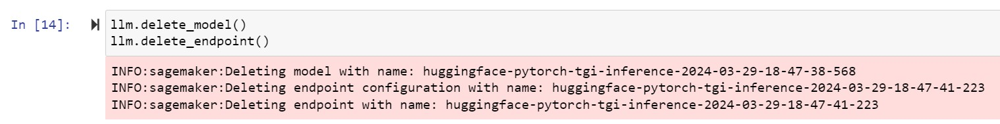 In [14]: llm.delete_model()
llm.delete_endpoint()
INFO:sagemaker:Deleting model with name: huggingface-pytorch-tgi-inference-2024-03-29-18-47-38-568
INFO:sagemaker:Deleting endpoint configuration with name: huggingface-pytorch-tgi-inference-2024-03-29-18-47-41-223
INFO:sagemaker:Deleting endpoint with name: huggingface-pytorch-tgi-inference-2024-03-29-18-47-41-223